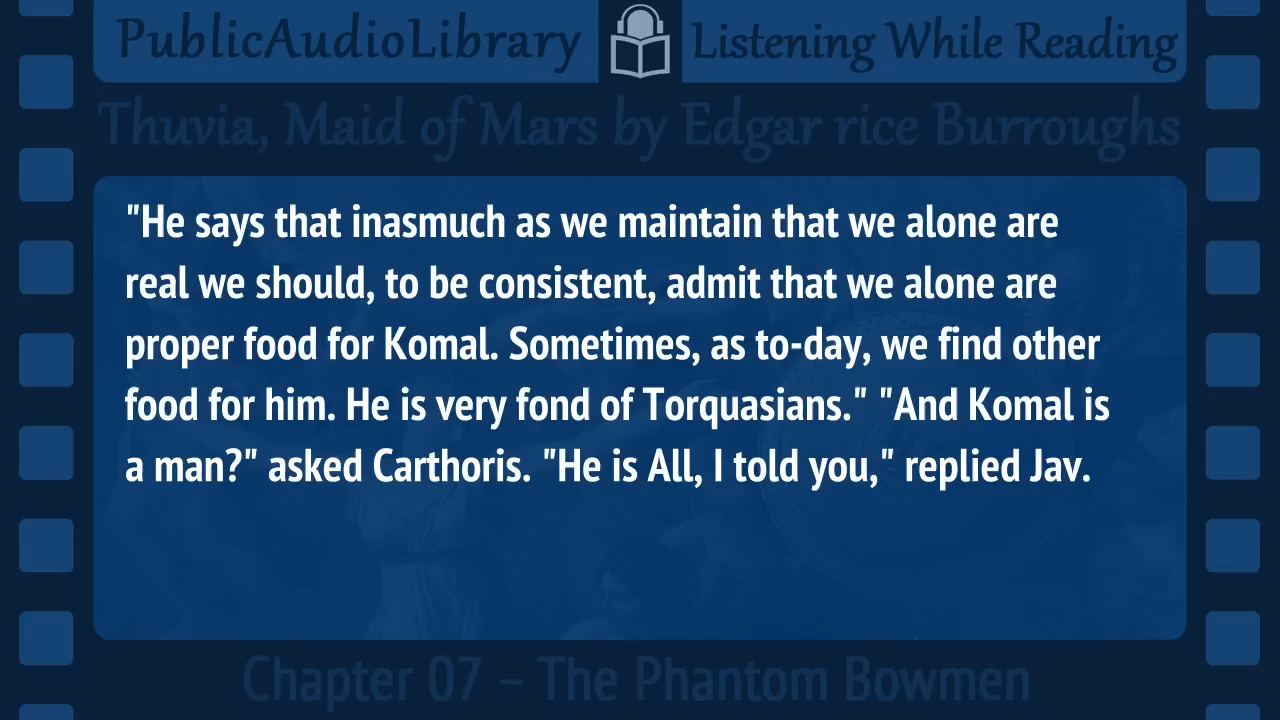 PublicAudioLibrary Listening While Reading
Thuvia, Maid of Mars by Edgar rice Burroughs
"He says that inasmuch as we maintain that we alone are
real we should, to be consistent, admit that we alone are
proper food for Komal. Sometimes, as to-day, we find other
food for him. He is very fond of Torquasians." "And Komal is
a man?" asked Carthoris. "He is All, I told you," replied Jav.
Chapter 07 – The Phantom Bowmen